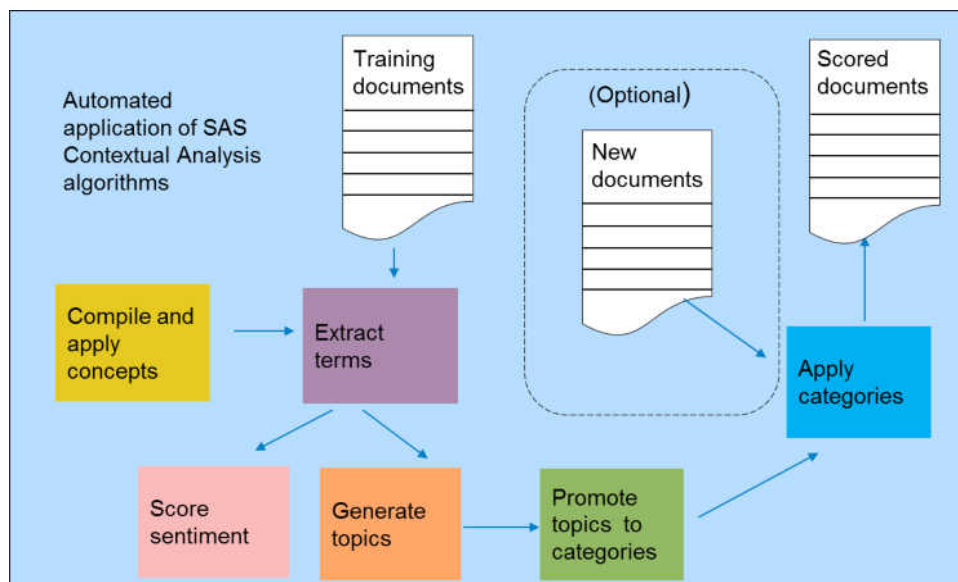 Automated
application of SAS
Contextual Analysis
algorithms
Training
documents
(Optional)
New
documents
Scored
documents
Compile and
apply
concepts
Extract
terms
Apply
categories
Score
sentiment
Generate
topics
Promote
topics to
categories